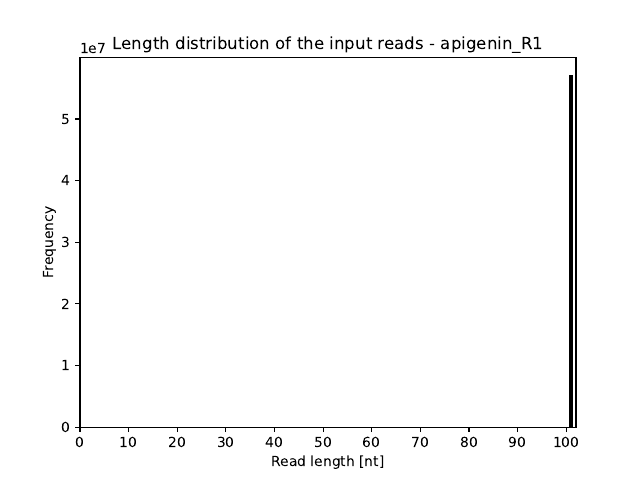 Length distribution of the input reads - apigenin_R1
1e7
5
4
3
2
1
0
Frequency
0 10 20 30 40 50 60 70 80 90 100
Read length [nt]